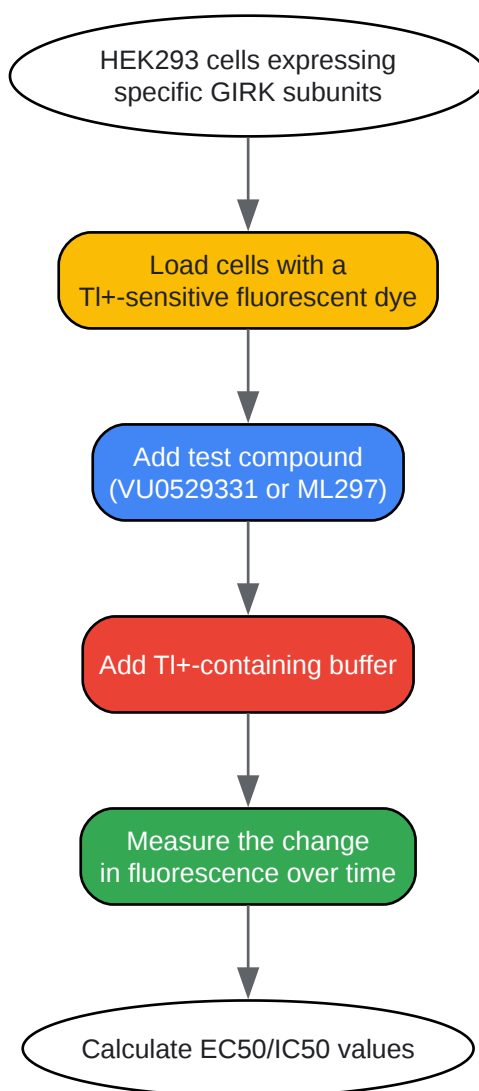 HEK293 cells expressing
specific GIRK subunits
Load cells with a
Tl+-sensitive fluorescent dye
Add test compound
(VU0529331 or ML297)
Add Tl+-containing buffer
Measure the change
in fluorescence over time
Calculate EC50/IC50 values